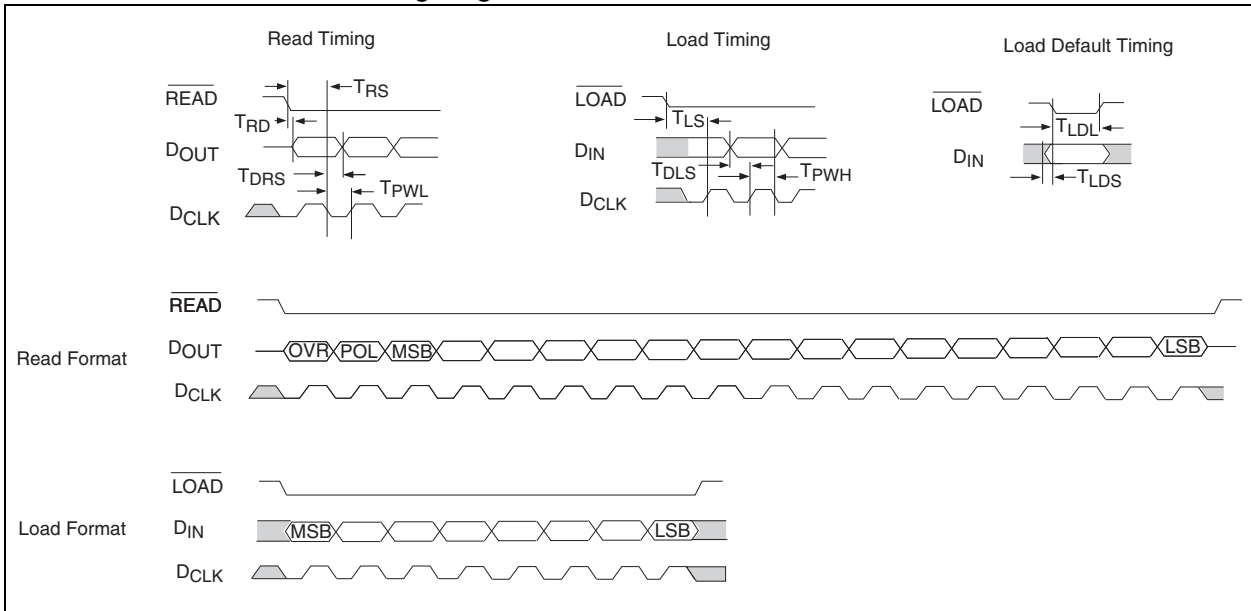 Read Timing
READ
TRS
TRD
DOUT
TDRS
TPWL
DCLK
Load Timing
LOAD
TLS
DIN
TDLS
TPWH
DCLK
Load Default Timing
LOAD
TLDL
DIN
TLDS
Read Format
READ
DOUT
OVR POL MSB LSB
DCLK
Load Format
LOAD
DIN
MSB LSB
DCLK